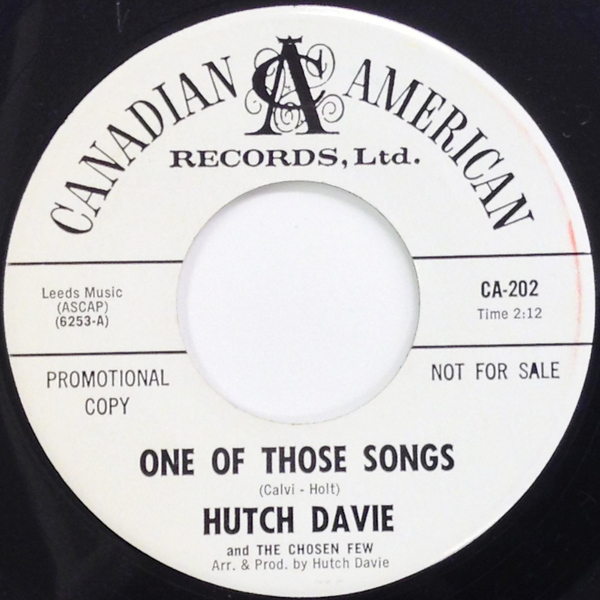 CANADIAN CA AMERICAN
RECORDS, Ltd.
Leeds Music
(ASCAP)
(6253-A)
CA-202
Time 2:12
PROMOTIONAL
COPY
NOT FOR SALE
ONE OF THOSE SONGS
(Calvi - Holt)
HUTCH DAVIE
and THE CHOSEN FEW
Arr. & Prod. by Hutch Davie